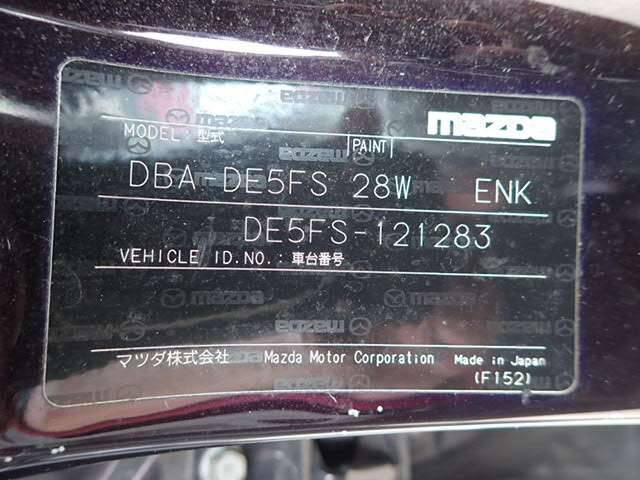 mazda
MODEL:型式 PAINT
DBA-DE5FS 28W ENK
DE5FS-121283
VEHICLE ID.NO.:車台番号
マツダ株式会社 Mazda Motor Corporation Made in Japan
(F152)